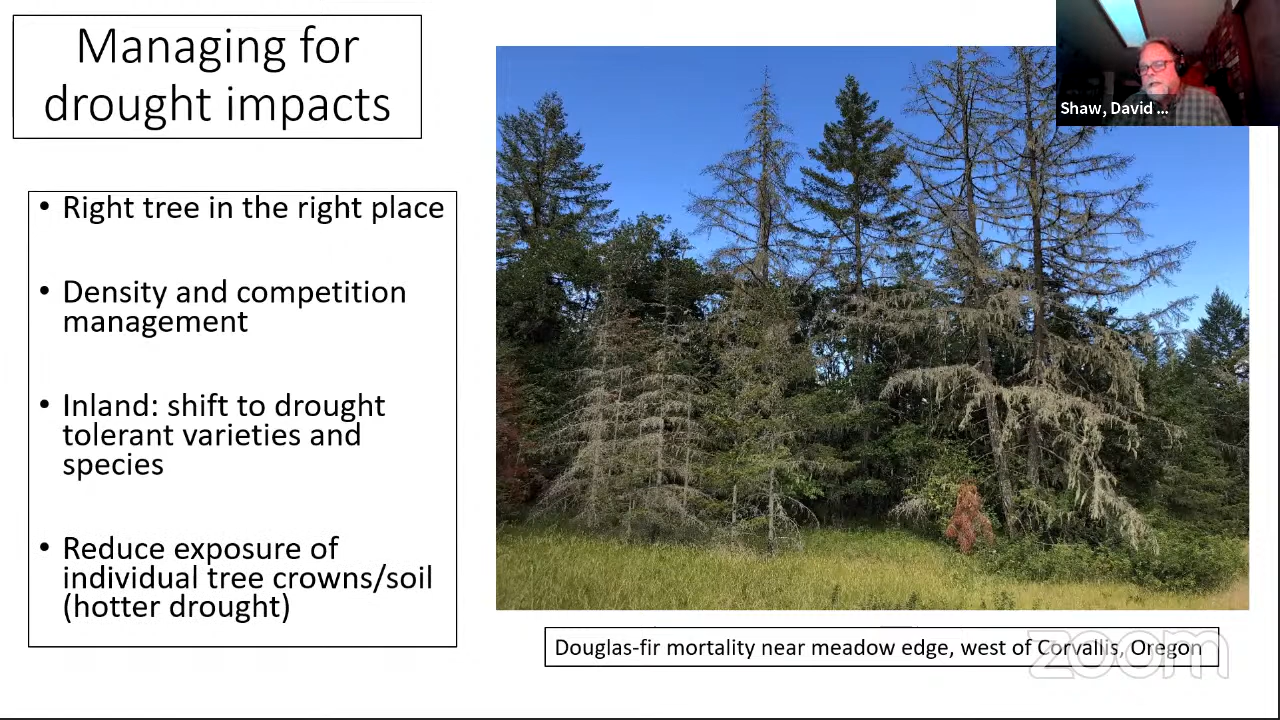 Managing for
drought impacts
Shaw, David ...
• Right tree in the right place
• Density and competition
management
• Inland: shift to drought
tolerant varieties and
species
• Reduce exposure of
individual tree crowns/soil
(hotter drought)
Douglas-fir mortality near meadow edge, west of Corvallis, Oregon
zoom